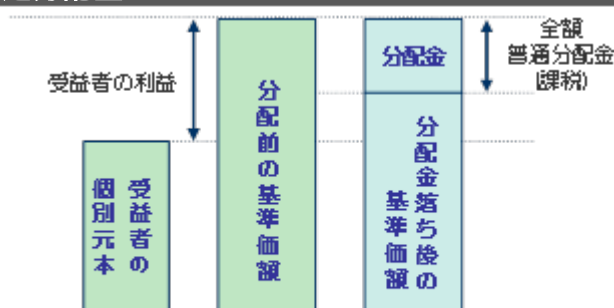 受益者の利益
受益者の
個別元本
分配前の基準価額
分配金
分配金落ち後の
基準価額
全額
普通分配金
(課税)